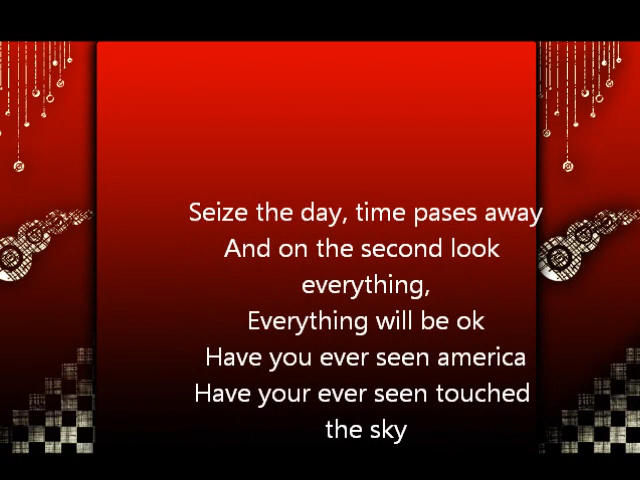 Seize the day, time pases away
And on the second look
everything,
Everything will be ok
Have you ever seen america
Have your ever seen touched
the sky